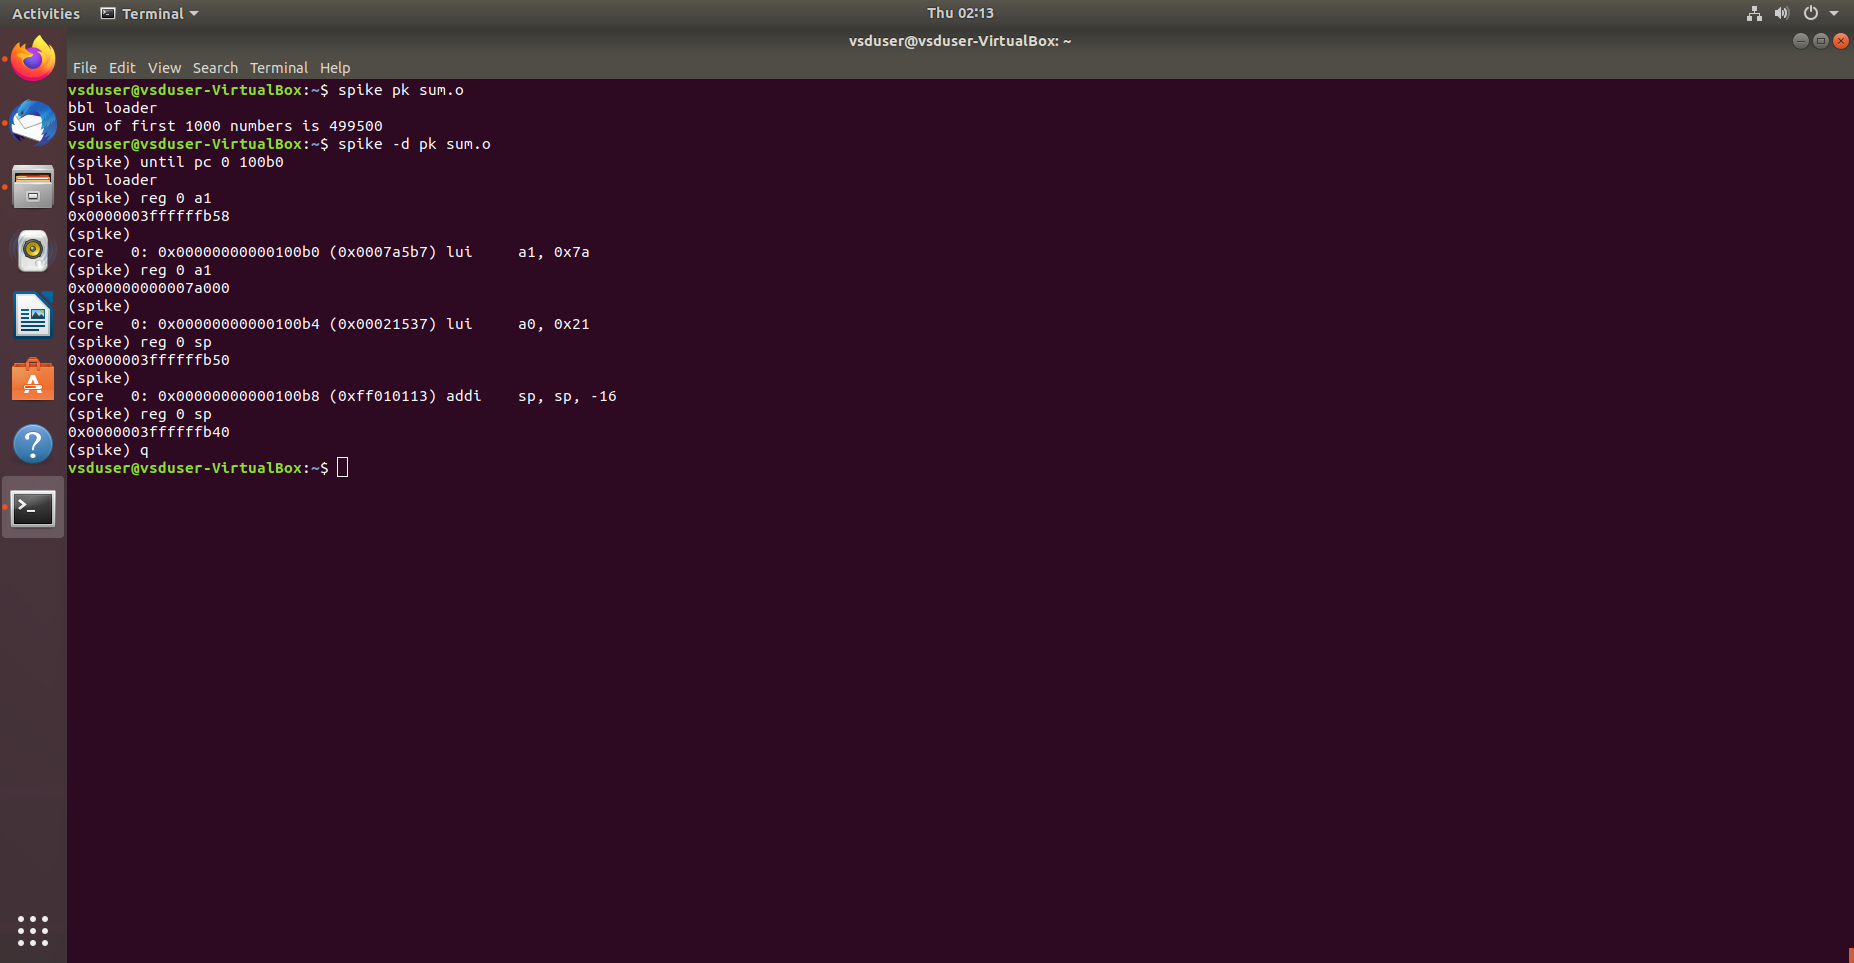 Activities Terminal Thu 02:13
vsduser@vsduser-VirtualBox: ~
File Edit View Search Terminal Help
vsduser@vsduser-VirtualBox:~$ spike pk sum.o
bbl loader
Sum of first 1000 numbers is 499500
vsduser@vsduser-VirtualBox:~$ spike -d pk sum.o
(spike) until pc 0 100b0
bbl loader
(spike) reg 0 a1
0x0000003ffffffb58
(spike)
core   0: 0x00000000000100b0 (0x0007a5b7) lui     a1, 0x7a
(spike) reg 0 a1
0x000000000007a000
(spike)
core   0: 0x00000000000100b4 (0x00021537) lui     a0, 0x21
(spike) reg 0 sp
0x0000003ffffffb50
(spike)
core   0: 0x00000000000100b8 (0xff010113) addi    sp, sp, -16
(spike) reg 0 sp
0x0000003ffffffb40
(spike) q
vsduser@vsduser-VirtualBox:~$